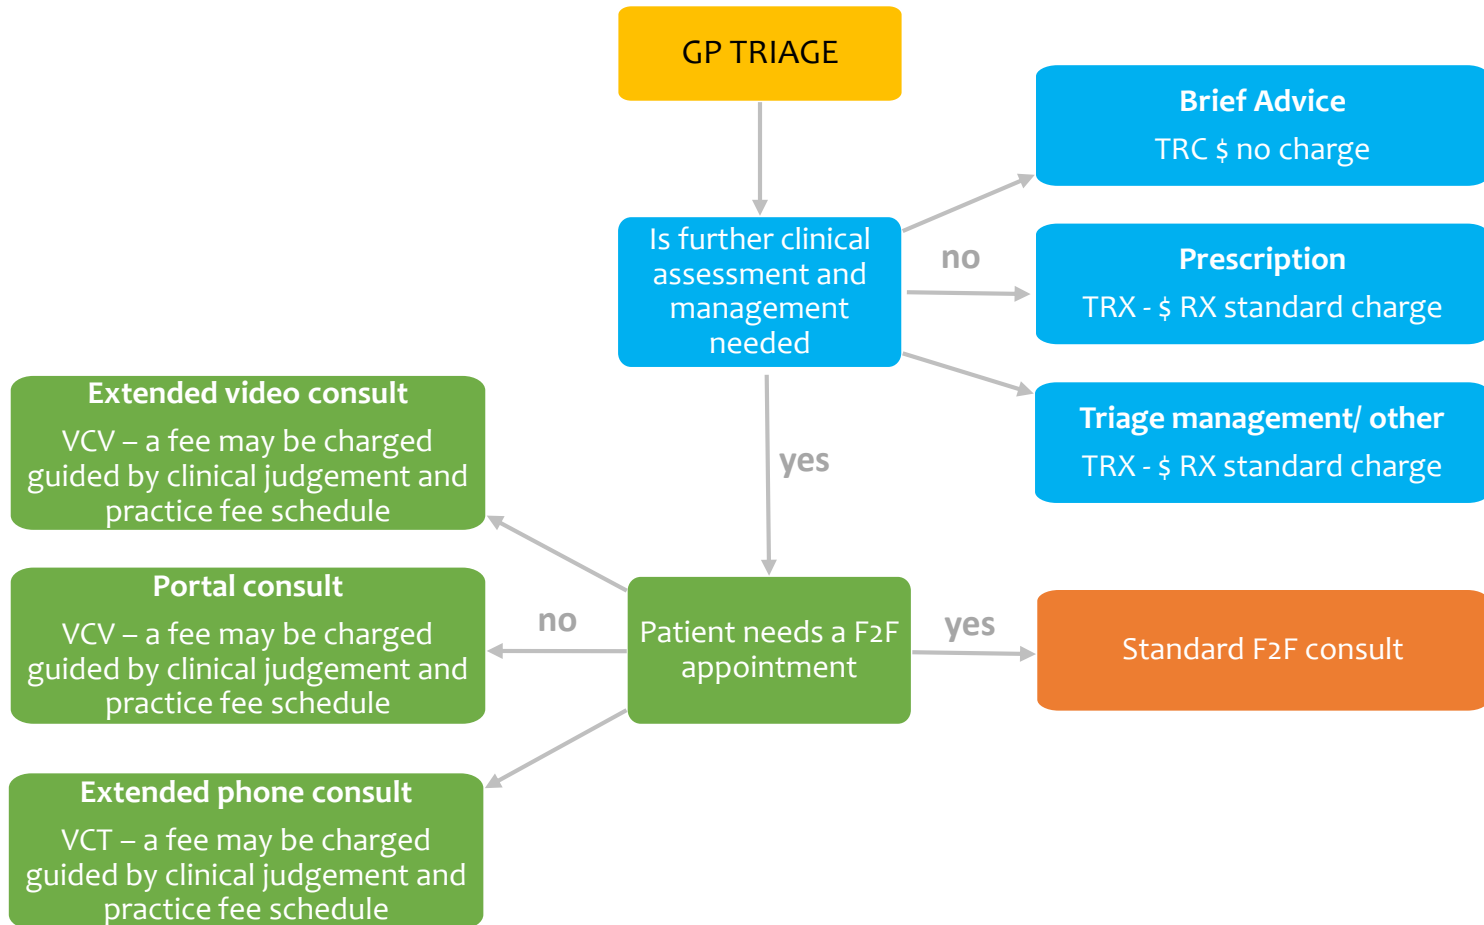 GP TRIAGE
Brief Advice
TRC $ no charge
Is further clinical
assessment and
management
needed
no
Prescription
TRX - $ RX standard charge
Triage management/ other
TRX - $ RX standard charge
yes
Extended video consult
VCV – a fee may be charged
guided by clinical judgement and
practice fee schedule
Portal consult
VCV – a fee may be charged
guided by clinical judgement and
practice fee schedule
no
Patient needs a F2F
appointment
yes
Standard F2F consult
Extended phone consult
VCT – a fee may be charged
guided by clinical judgement and
practice fee schedule